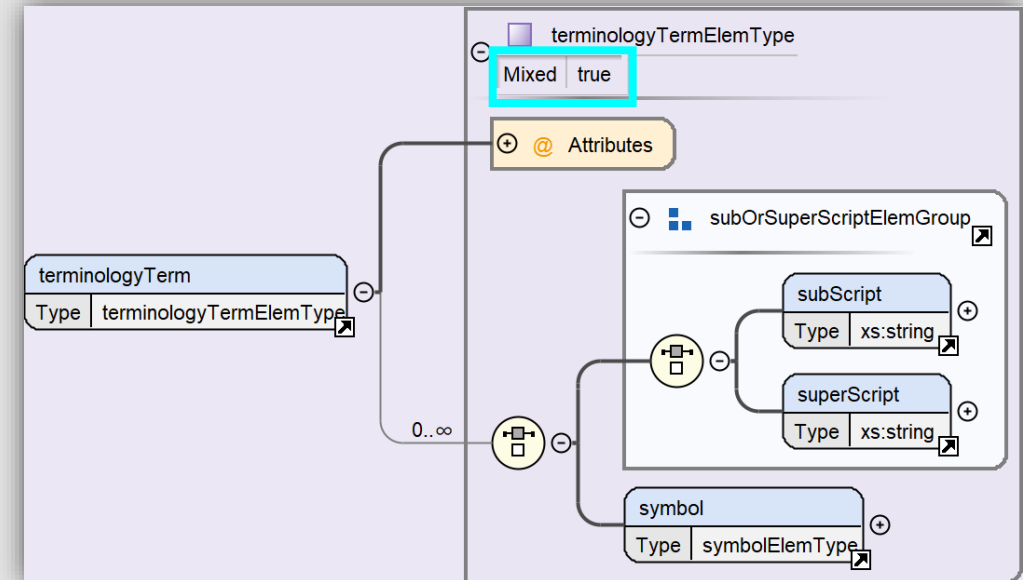 terminologyTermElemType
Mixed true
@ Attributes
subOrSuperScriptElemGroup
terminologyTerm
Type terminologyTermElemType
subScript
Type xs:string
superScript
Type xs:string
0..∞
symbol
Type symbolElemType